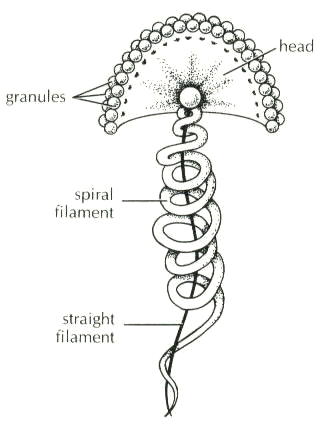 head
granules
spiral
filament
straight
filament